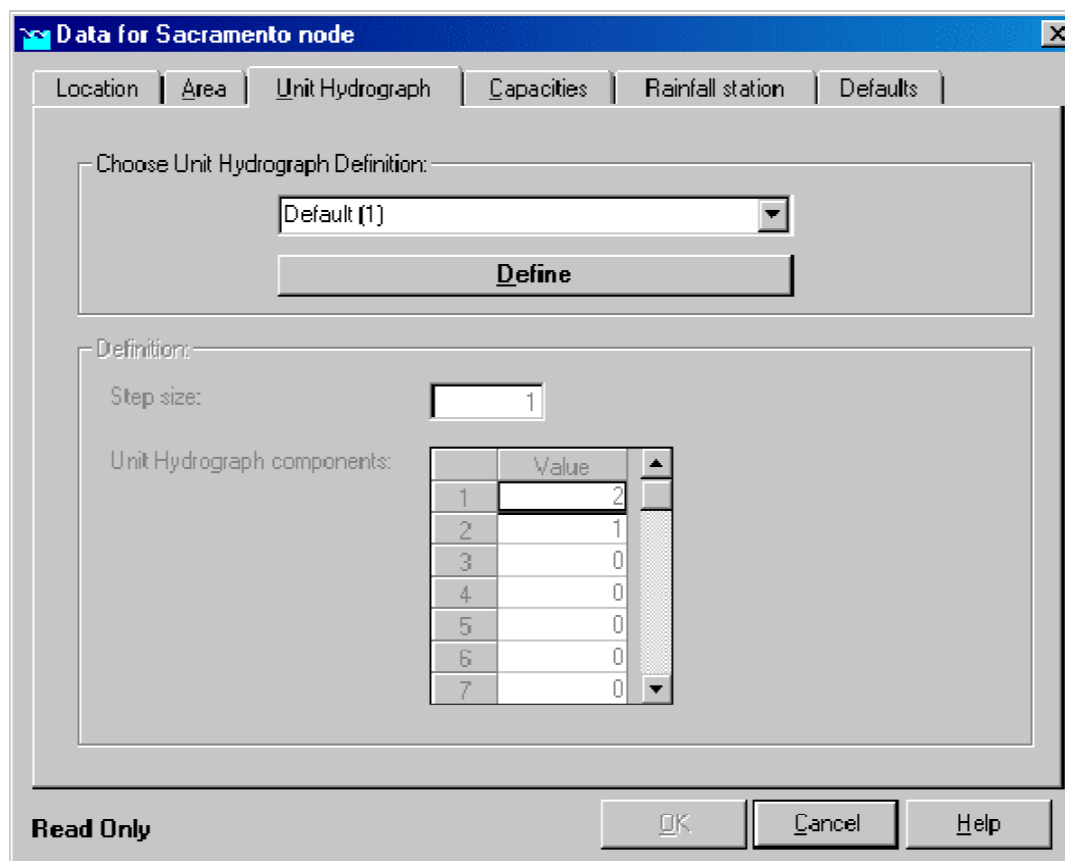 Data for Sacramento node
Location Area Unit Hydrograph Capacities Rainfall station Defaults
Choose Unit Hydrograph Definition:
Default (1)
Define
Definition:
Step size: 1
Unit Hydrograph components:
Value
1 2
2 1
3 0
4 0
5 0
6 0
7 0
Read Only OK Cancel Help